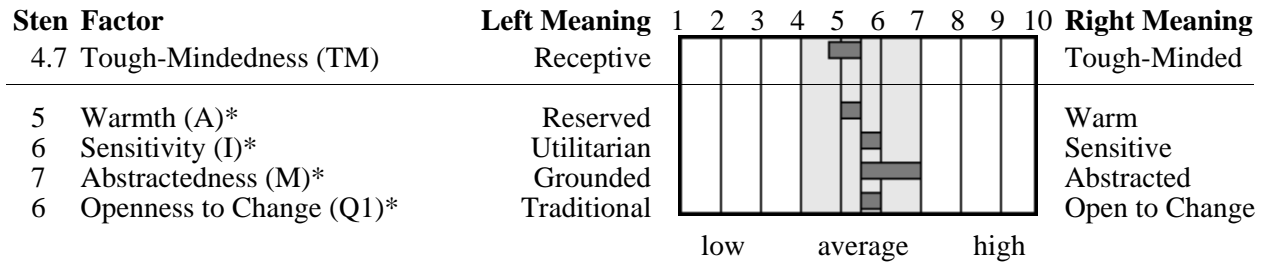 Sten Factor Left Meaning 1 2 3 4 5 6 7 8 9 10 Right Meaning
4.7 Tough-Mindedness (TM) Receptive Tough-Minded
5 Warmth (A)* Reserved Warm
6 Sensitivity (I)* Utilitarian Sensitive
7 Abstractedness (M)* Grounded Abstracted
6 Openness to Change (Q1)* Traditional Open to Change
low average high